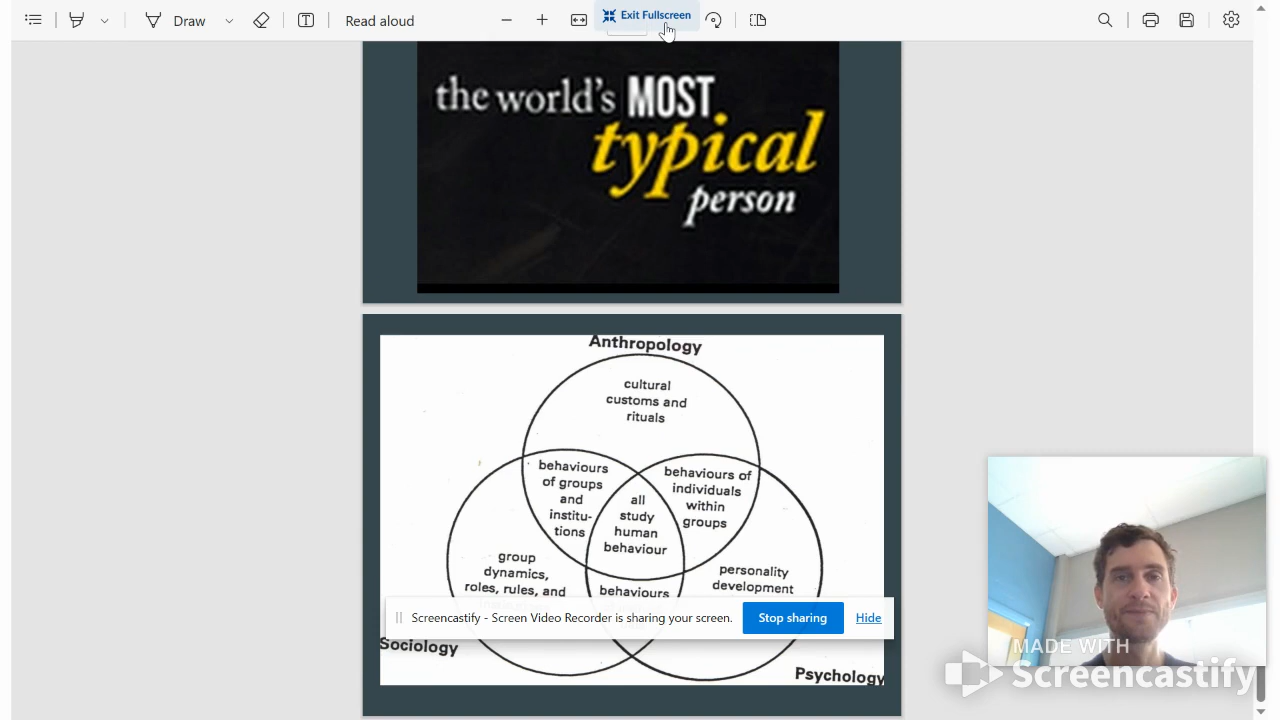 Draw
Read aloud
Exit Fullscreen
the world's MOST
typical
person
Anthropology
cultural
customs and
rituals
behaviours
of groups
and
institu-
tions
behaviours of
individuals
within
groups
all
study
human
behaviour
group
dynamics,
roles, rules, and
personality
development
behaviours
Screencastify - Screen Video Recorder is sharing your screen.
Stop sharing
Hide
Sociology
Psychology
MADE WITH
Screencastify